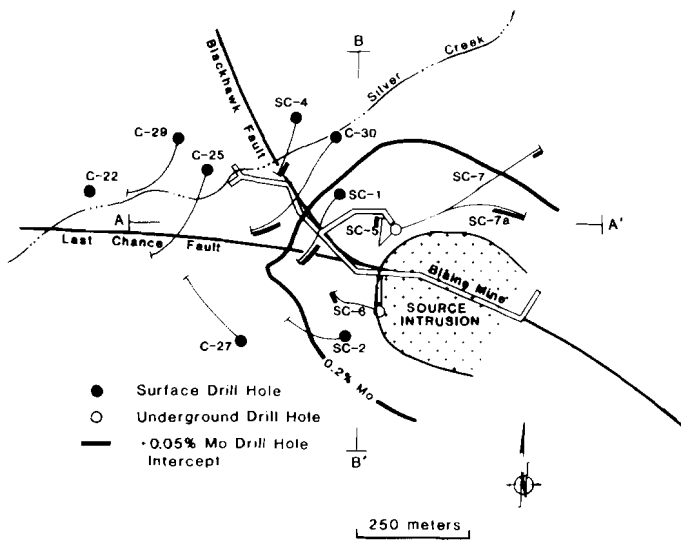 B
Silver Creek
Blackhawk Fault
SC-4
C-29
C-30
C-25
SC-7
C-22
SC-1
SC-7a
SC-5
A
A'
Last Chance Fault
Blaine Mine
SOURCE
INTRUSION
SC-6
C-27
SC-2
0.2% Mo
Surface Drill Hole
Underground Drill Hole
+0.05% Mo Drill Hole
Intercept
B'
250 meters